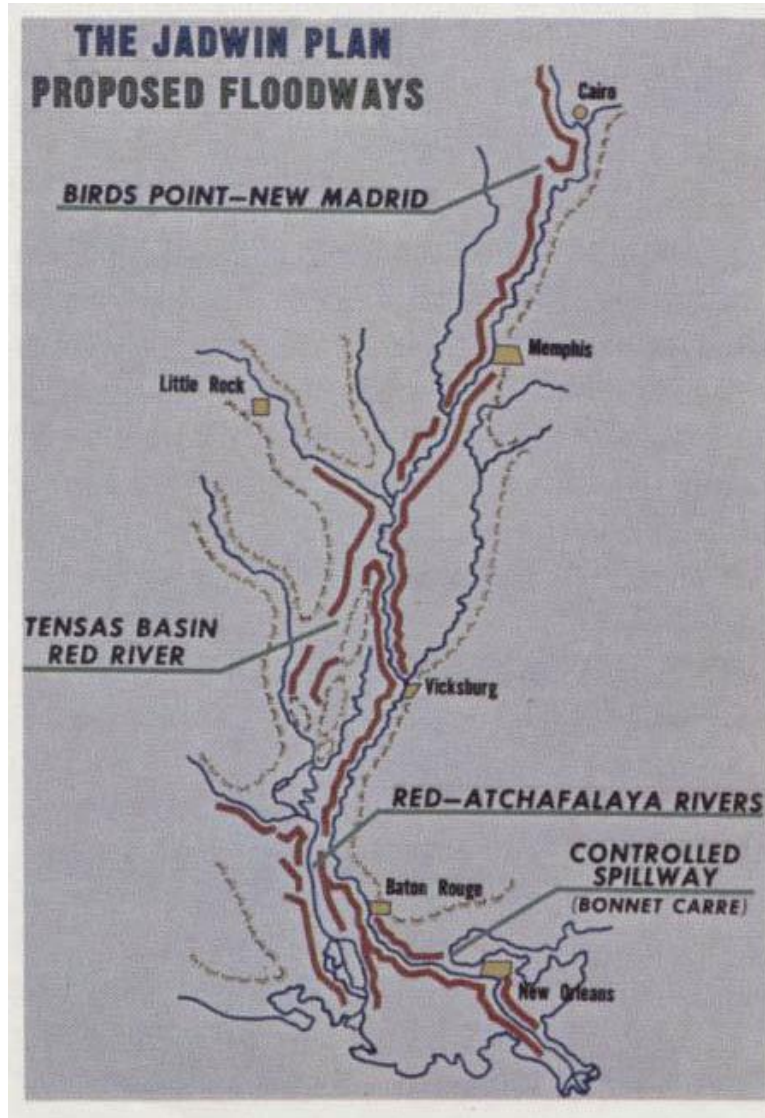 THE JADWIN PLAN
PROPOSED FLOODWAYS
Cairo
BIRDS POINT—NEW MADRID
Memphis
Little Rock
TENSAS BASIN
RED RIVER
Vicksburg
RED—ATCHAFALAYA RIVERS
CONTROLLED
SPILLWAY
(BONNET CARRE)
Baton Rouge
New Orleans